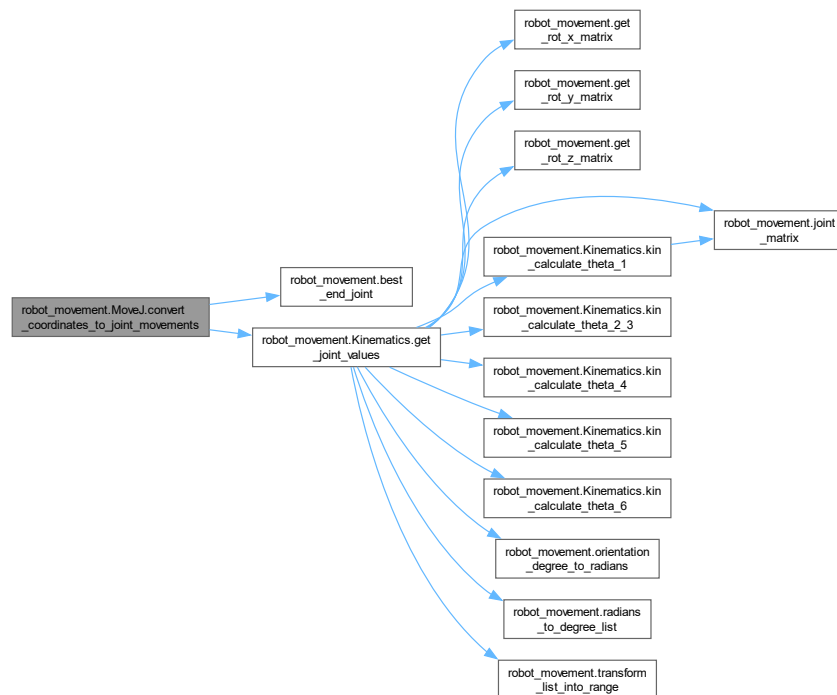 robot_movement.get
_rot_x_matrix
robot_movement.get
_rot_y_matrix
robot_movement.get
_rot_z_matrix
robot_movement.joint
_matrix
robot_movement.Kinematics.kin
_calculate_theta_1
robot_movement.best
_end_joint
robot_movement.MoveJ.convert
_coordinates_to_joint_movements
robot_movement.Kinematics.get
_joint_values
robot_movement.Kinematics.kin
_calculate_theta_2_3
robot_movement.Kinematics.kin
_calculate_theta_4
robot_movement.Kinematics.kin
_calculate_theta_5
robot_movement.Kinematics.kin
_calculate_theta_6
robot_movement.orientation
_degree_to_radians
robot_movement.radians
_to_degree_list
robot_movement.transform
_list_into_range